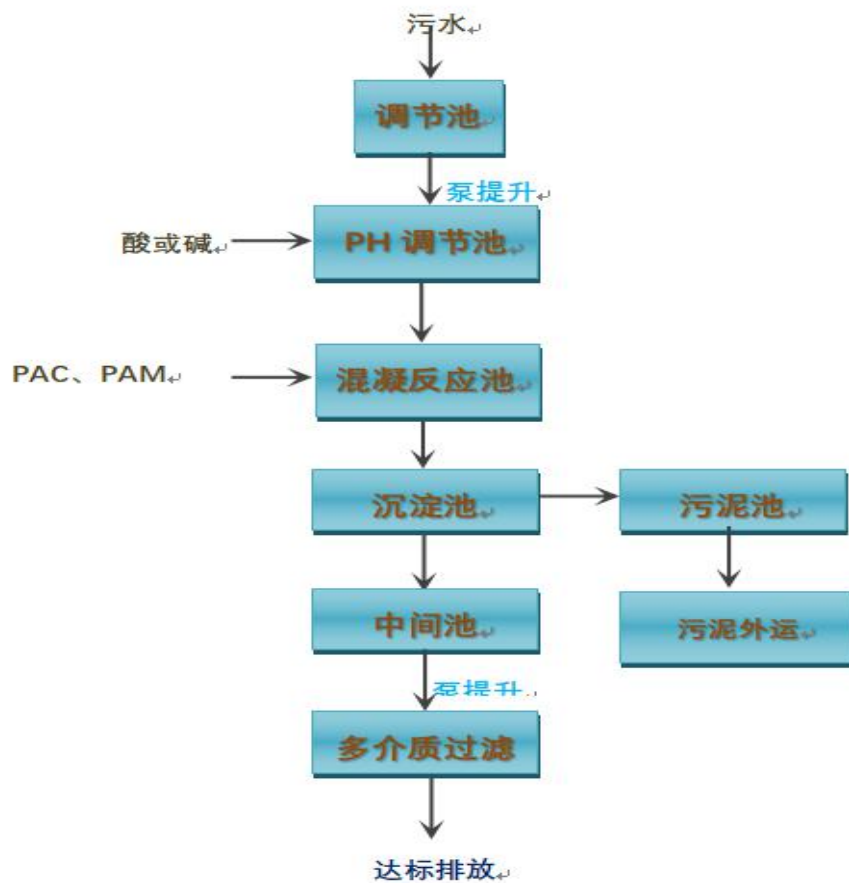 污水
调节池
泵提升
酸或碱
PH 调节池
PAC、PAM
混凝反应池
沉淀池
污泥池
中间池
污泥外运
泵提升
多介质过滤
达标排放